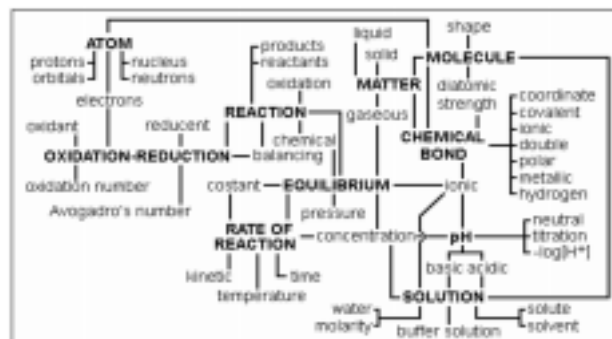 shape
liquid
products
ATOM
solid
MOLECULE
protons
nucleus
reactants
orbitals
neutrons
oxidation
MATTER
diatomic
coordinate
electrons
REACTION
gaseous
strength
covalent
oxidant
reducent
chemical
CHEMICAL
BOND
ionic
double
OXIDATION-REDUCTION
balancing
polar
metallic
hydrogen
oxidation number
costant
EQUILIBRIUM
ionic
Avogadro's number
pressure
neutral
RATE OF
REACTION
concentration
pH
titration
-log[H+]
kinetic
time
basic
acidic
temperature
SOLUTION
water
molarity
buffer solution
solute
solvent